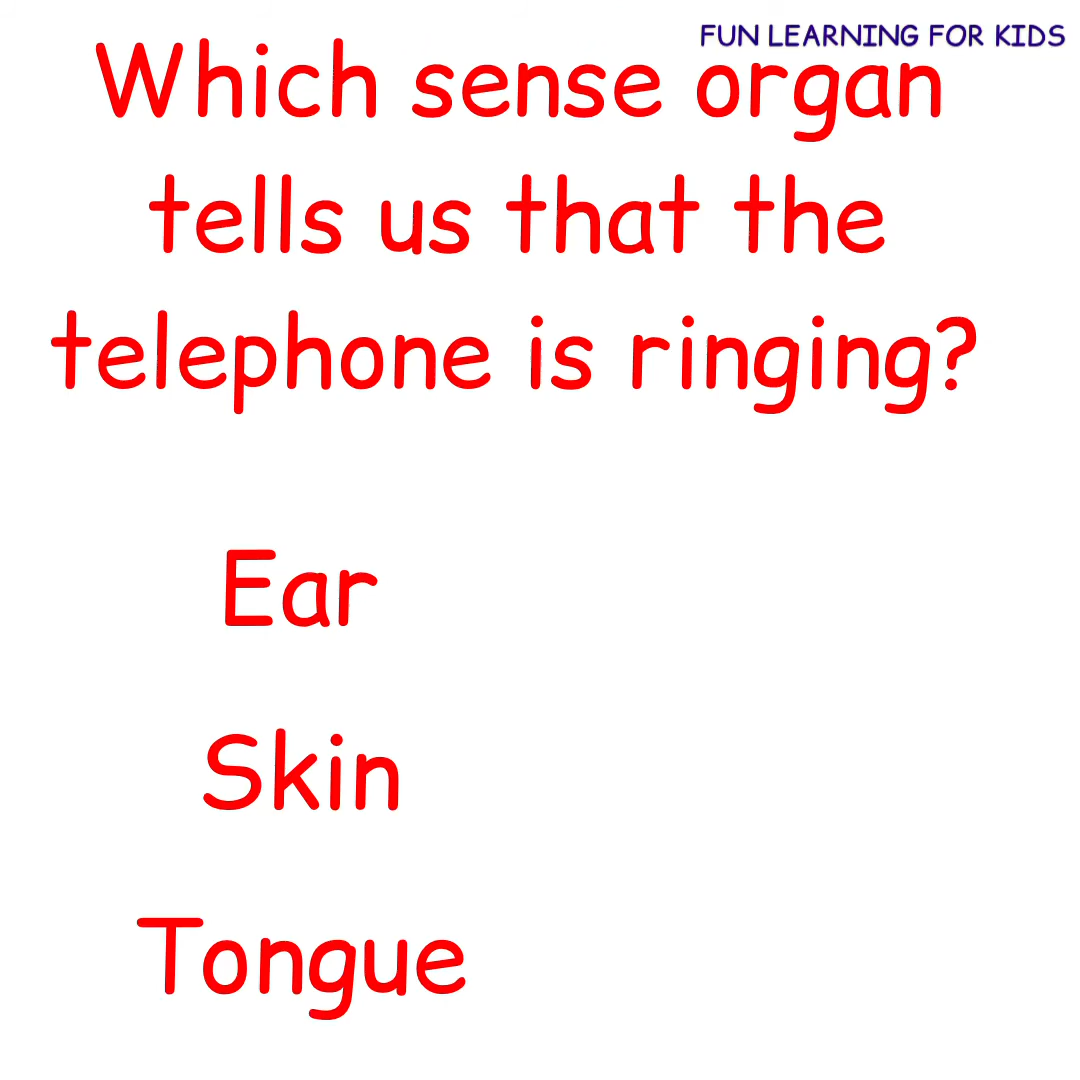 FUN LEARNING FOR KIDS
Which sense organ
tells us that the
telephone is ringing?
Ear
Skin
Tongue